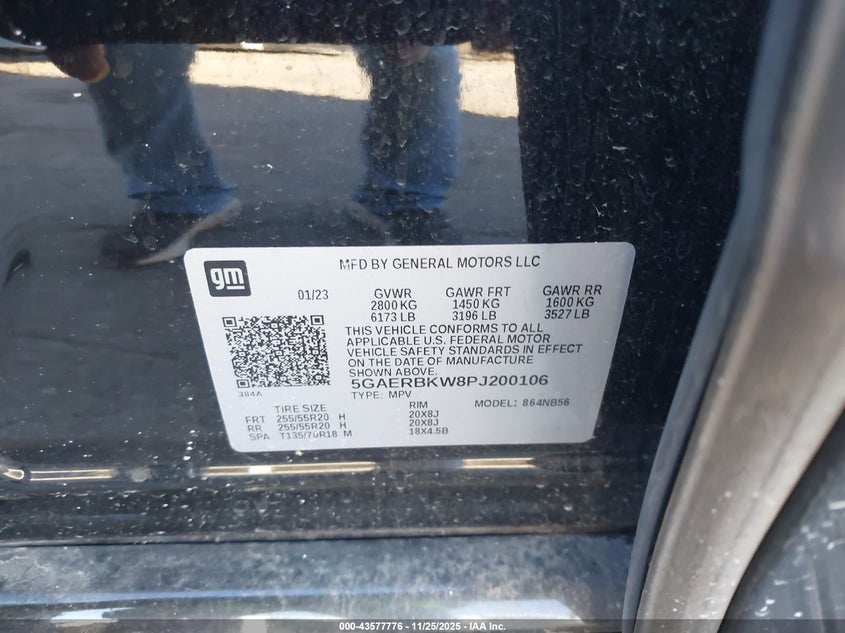 gm
MFD BY GENERAL MOTORS LLC
01/23 GVWR GAWR FRT GAWR RR
2800 KG 1450 KG 1600 KG
6173 LB 3196 LB 3527 LB
THIS VEHICLE CONFORMS TO ALL
APPLICABLE U.S. FEDERAL MOTOR
VEHICLE SAFETY STANDARDS IN EFFECT
ON THE DATE OF MANUFACTURE
SHOWN ABOVE.
5GAERBKW8PJ200106
384A
TYPE: MPV MODEL: 864NB56
TIRE SIZE RIM
FRT 255/55R20 H 20X8J
RR 255/55R20 H 20X8J
SPA T135/70R18 M 18X4.5B
000-43577776 - 11/25/2025 - IAA Inc.